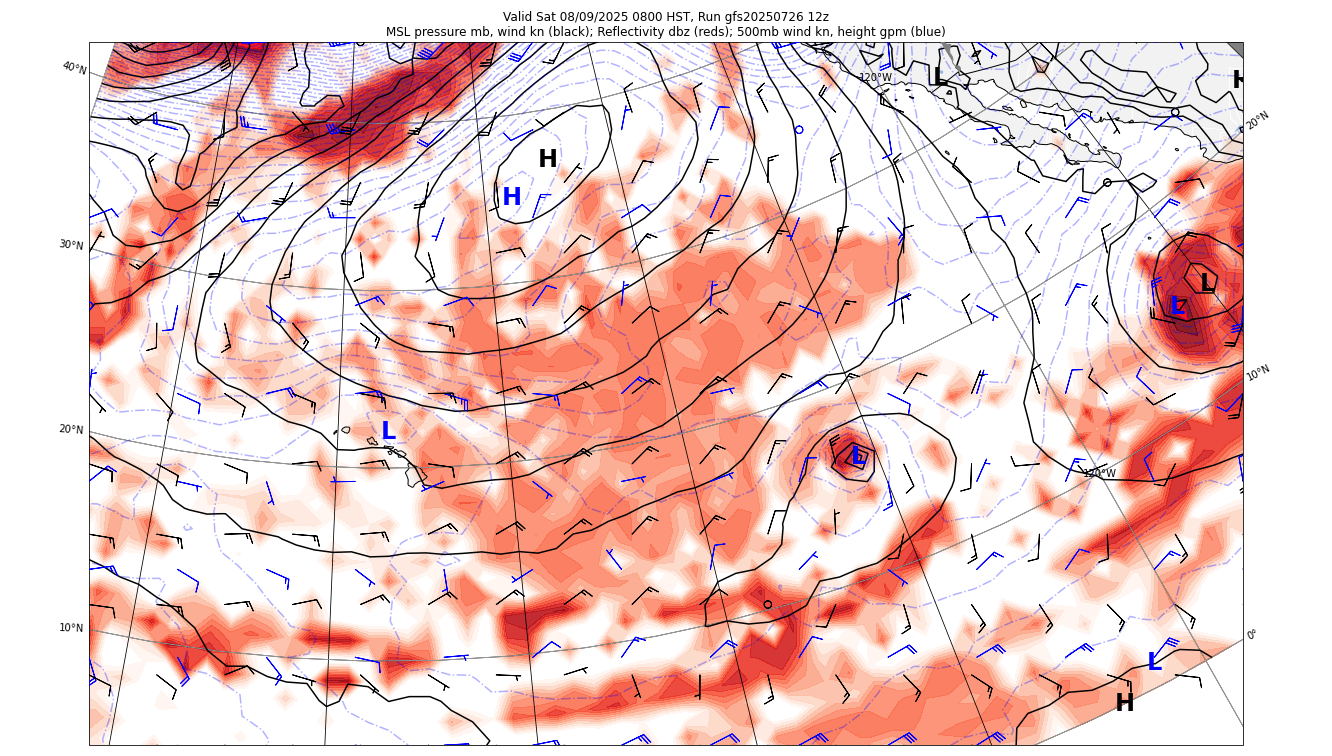 Valid Sat 08/09/2025 0800 HST, Run gfs20250726 12z
MSL pressure mb, wind kn (black); Reflectivity dbz (reds); 500mb wind kn, height gpm (blue)
40°N
120°W
L
H
20°N
H
H
30°N
L
L
10°N
20°N
L
L
120°W
10°N
0°
L
H